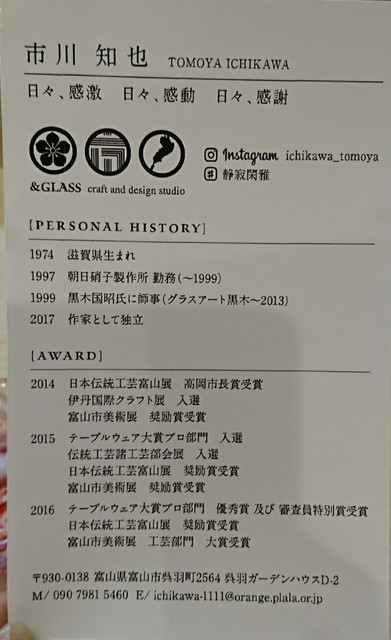 市川 知也 TOMOYA ICHIKAWA
日々、感激 日々、感動 日々、感謝
Instagram ichikawa_tomoya
# 静寂閑雅
&GLASS craft and design studio
[PERSONAL HISTORY]
1974 滋賀県生まれ
1997 朝日硝子製作所 勤務(〜1999)
1999 黒木国昭氏に師事(グラスアート黒木〜2013)
2017 作家として独立
[AWARD]
2014 日本伝統工芸富山展 高岡市長賞受賞
伊丹国際クラフト展 入選
富山市美術展 奨励賞受賞
2015 テーブルウェア大賞プロ部門 入選
伝統工芸諸工芸部会展 入選
日本伝統工芸富山展 奨励賞受賞
富山市美術展 奨励賞受賞
2016 テーブルウェア大賞プロ部門 優秀賞 及び 審査員特別賞受賞
日本伝統工芸富山展 奨励賞受賞
富山市美術展 工芸部門 大賞受賞
〒930-0138 富山県富山市呉羽町2564 呉羽ガーデンハウスD-2
M/ 090 7981 5460 E/ ichikawa-1111@orange.plala.or.jp